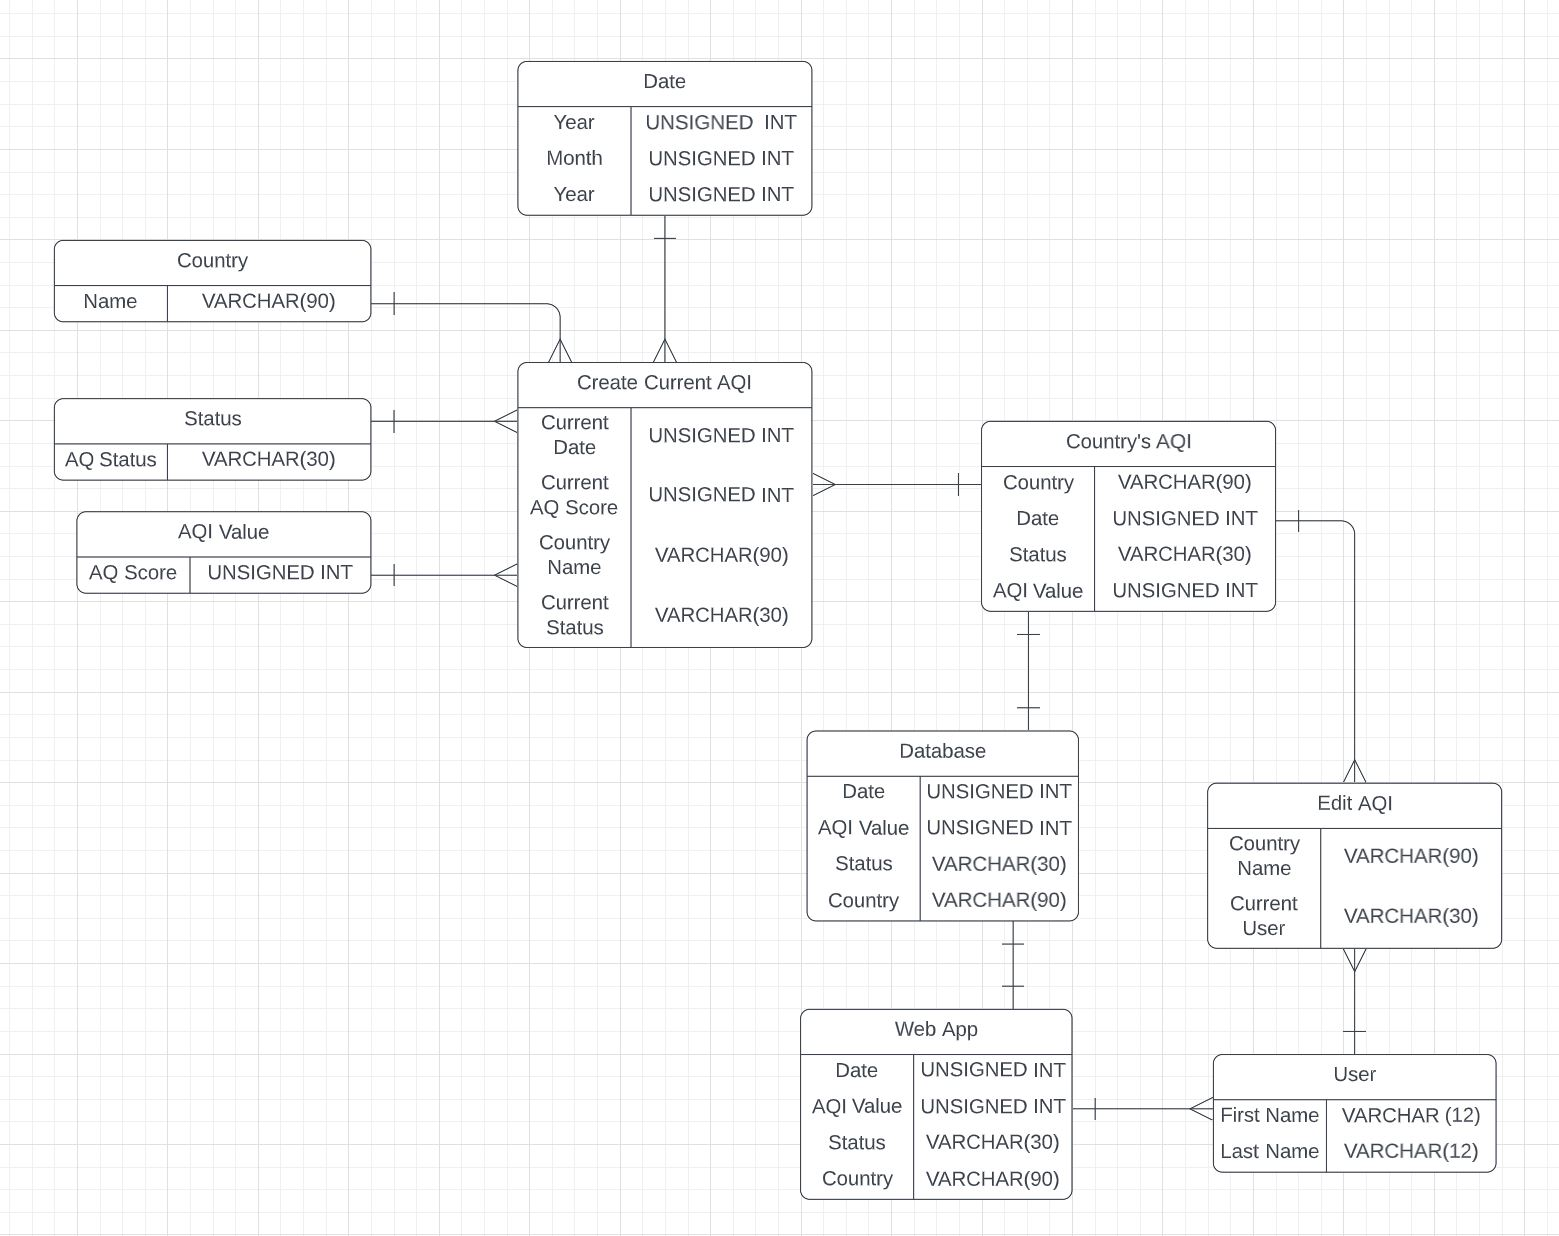 Date
Year UNSIGNED INT
Month UNSIGNED INT
Year UNSIGNED INT
Country
Name VARCHAR(90)
Status
AQ Status VARCHAR(30)
AQI Value
AQ Score UNSIGNED INT
Create Current AQI
Current
Date
UNSIGNED INT
Current
AQ Score
UNSIGNED INT
Country
Name
VARCHAR(90)
Current
Status
VARCHAR(30)
Country's AQI
Country VARCHAR(90)
Date UNSIGNED INT
Status VARCHAR(30)
AQI Value UNSIGNED INT
Database
Date UNSIGNED INT
AQI Value UNSIGNED INT
Status VARCHAR(30)
Country VARCHAR(90)
Edit AQI
Country
Name
VARCHAR(90)
Current
User
VARCHAR(30)
Web App
Date UNSIGNED INT
AQI Value UNSIGNED INT
Status VARCHAR(30)
Country VARCHAR(90)
User
First Name VARCHAR (12)
Last Name VARCHAR(12)